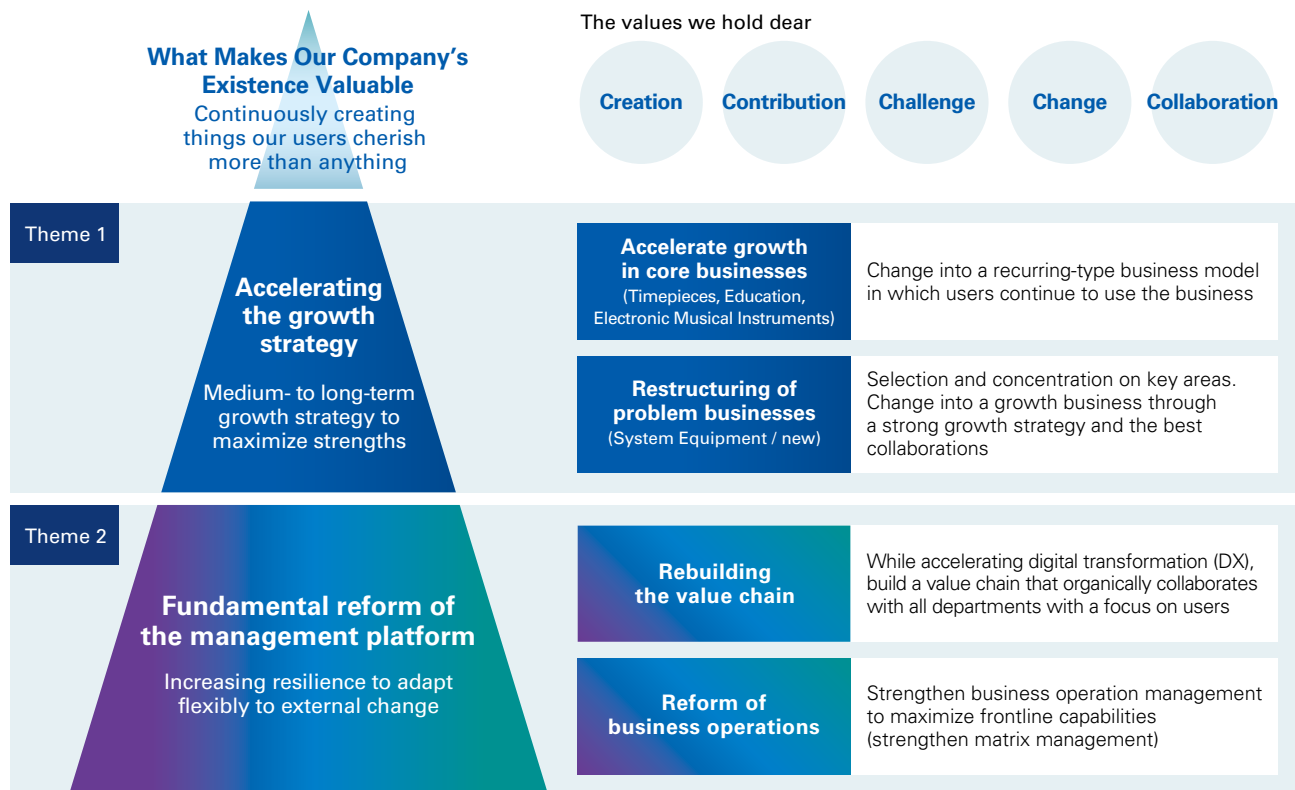 What Makes Our Company's
Existence Valuable
Continuously creating
things our users cherish
more than anything
The values we hold dear
Creation
Contribution
Challenge
Change
Collaboration
Theme 1
Accelerating
the growth
strategy
Medium- to long-term
growth strategy to
maximize strengths
Accelerate growth
in core businesses
(Timepieces, Education,
Electronic Musical Instruments)
Change into a recurring-type business model
in which users continue to use the business
Restructuring of
problem businesses
(System Equipment / new)
Selection and concentration on key areas.
Change into a growth business through
a strong growth strategy and the best
collaborations
Theme 2
Fundamental reform of
the management platform
Increasing resilience to adapt
flexibly to external change
Rebuilding
the value chain
While accelerating digital transformation (DX),
build a value chain that organically collaborates
with all departments with a focus on users
Reform of
business operations
Strengthen business operation management
to maximize frontline capabilities
(strengthen matrix management)